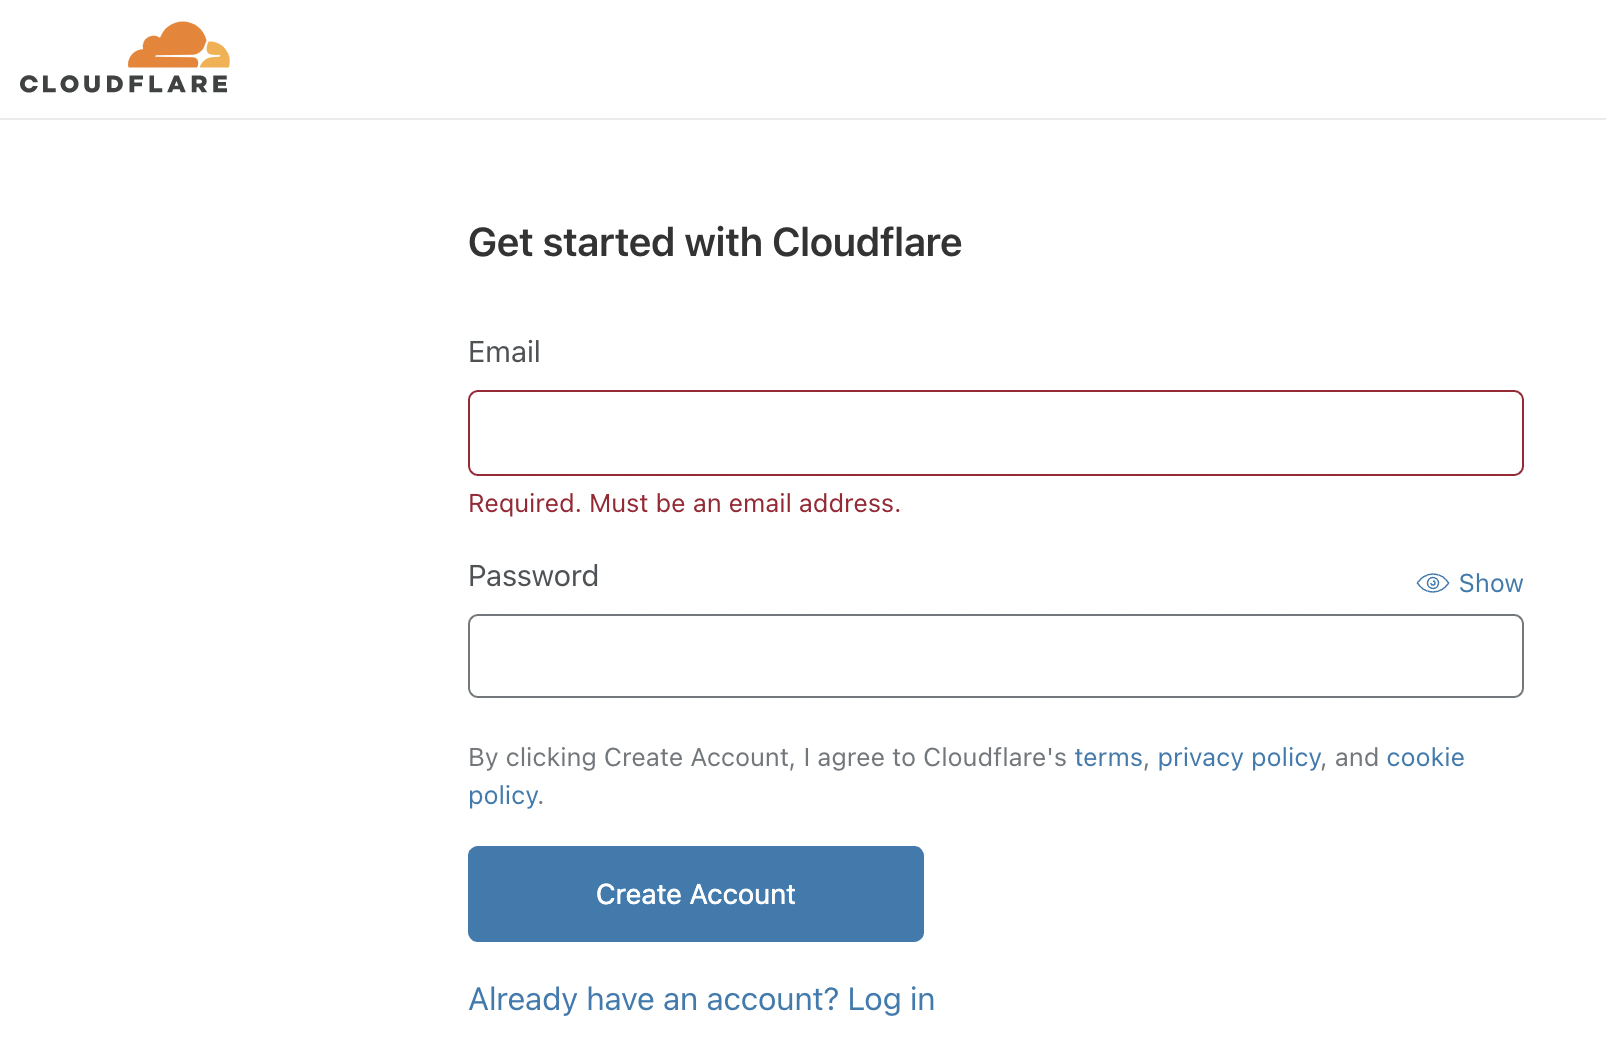 CLOUDFLARE
Get started with Cloudflare
Email
Required. Must be an email address.
Password
Show
By clicking Create Account, I agree to Cloudflare's terms, privacy policy, and cookie
policy.
Create Account
Already have an account? Log in